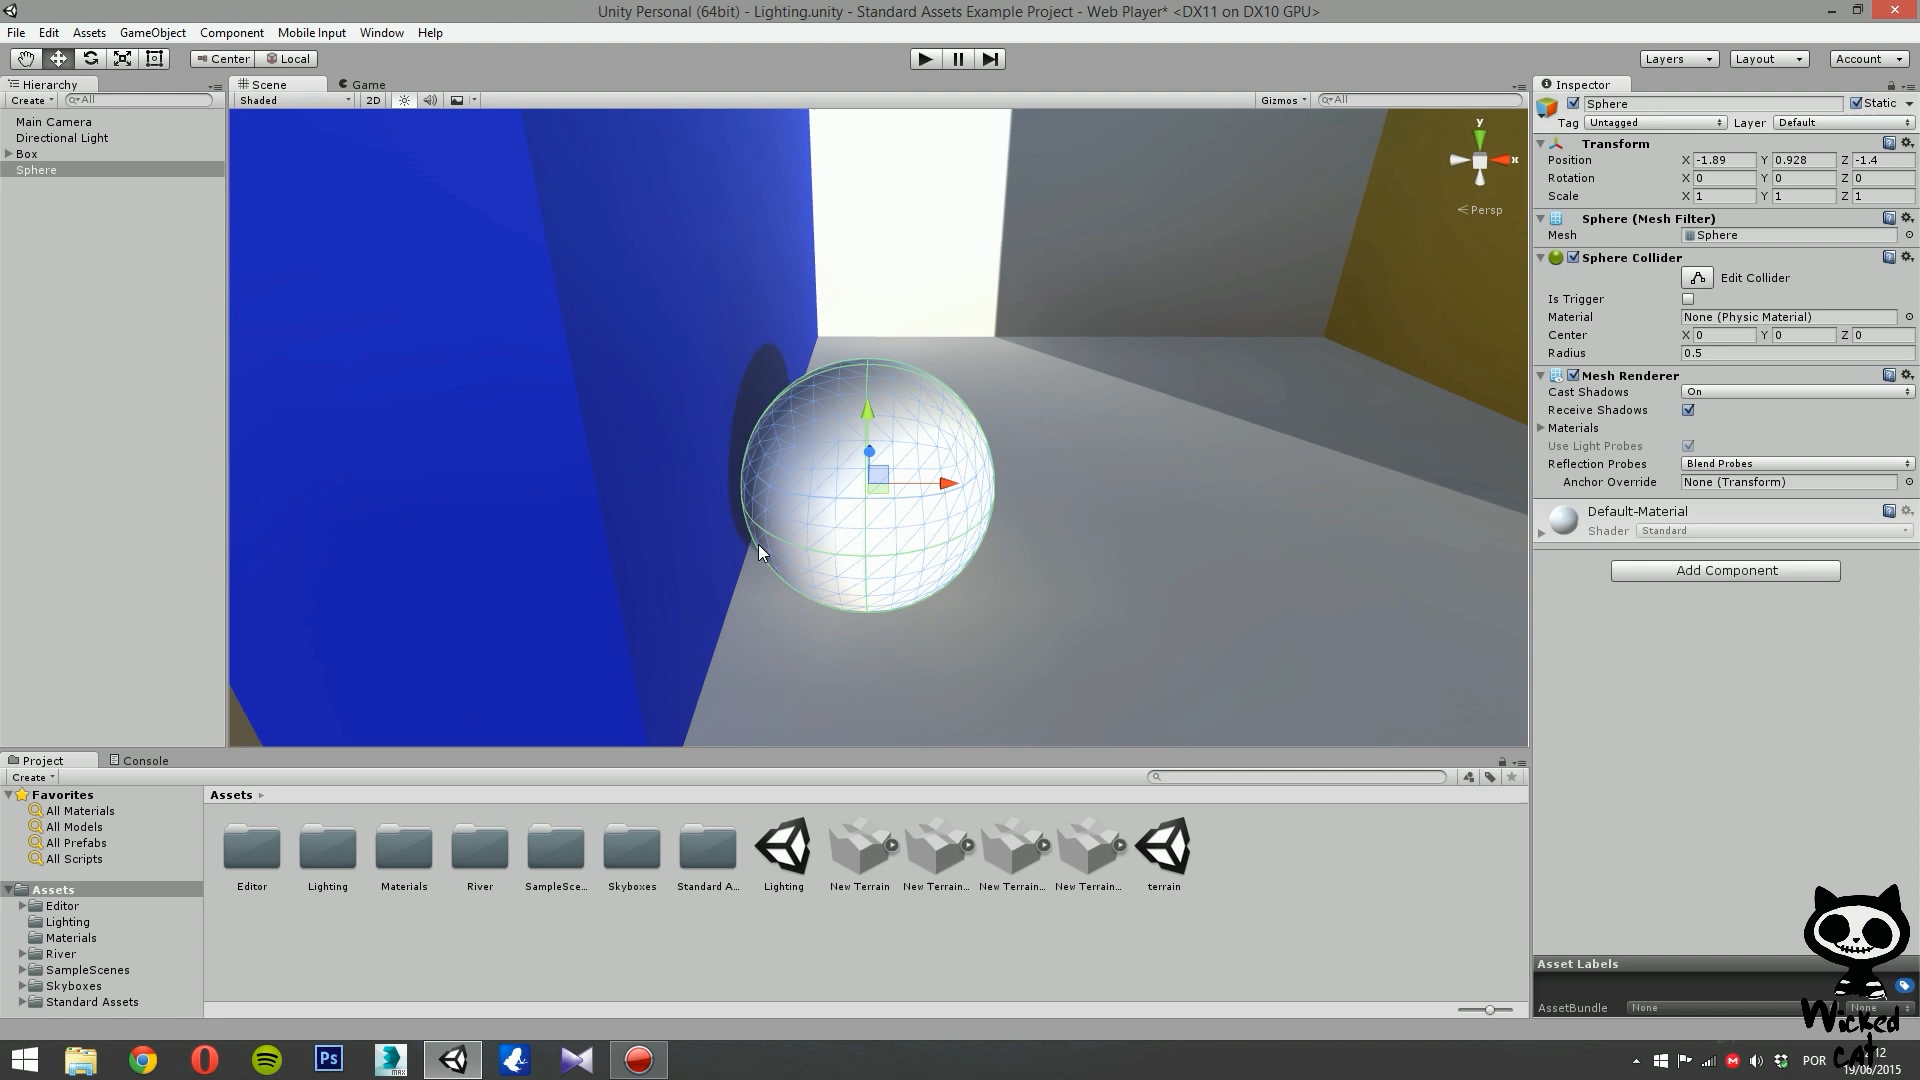 Unity Personal (64bit) - Lighting.unity - Standard Assets Example Project - Web Player* <DX11 on DX10 GPU>
File Edit Assets GameObject Component Mobile Input Window Help
Center Local
Layers Layout Account
Hierarchy
Create All
Main Camera
Directional Light
Box
Sphere
Scene Game
Shaded 2D Gizmos All
y
x
Persp
Inspector
Sphere Static
Tag Untagged Layer Default
Transform
Position X -1.89 Y 0.928 Z -1.4
Rotation X 0 Y 0 Z 0
Scale X 1 Y 1 Z 1
Sphere (Mesh Filter)
Mesh Sphere
Sphere Collider
Edit Collider
Is Trigger
Material None (Physic Material)
Center X 0 Y 0 Z 0
Radius 0.5
Mesh Renderer
Cast Shadows On
Receive Shadows
Materials
Use Light Probes
Reflection Probes Blend Probes
Anchor Override None (Transform)
Default-Material
Shader Standard
Add Component
Project Console
Create
Favorites
All Materials
All Models
All Prefabs
All Scripts
Assets
Editor
Lighting
Materials
River
SampleScenes
Skyboxes
Standard Assets
Assets
Editor Lighting Materials River SampleSce... Skyboxes Standard A... Lighting New Terrain New Terrain... New Terrain... New Terrain... terrain
Asset Labels
AssetBundle None None
Wicked
cat
Ps
MAX
POR
19/06/2015